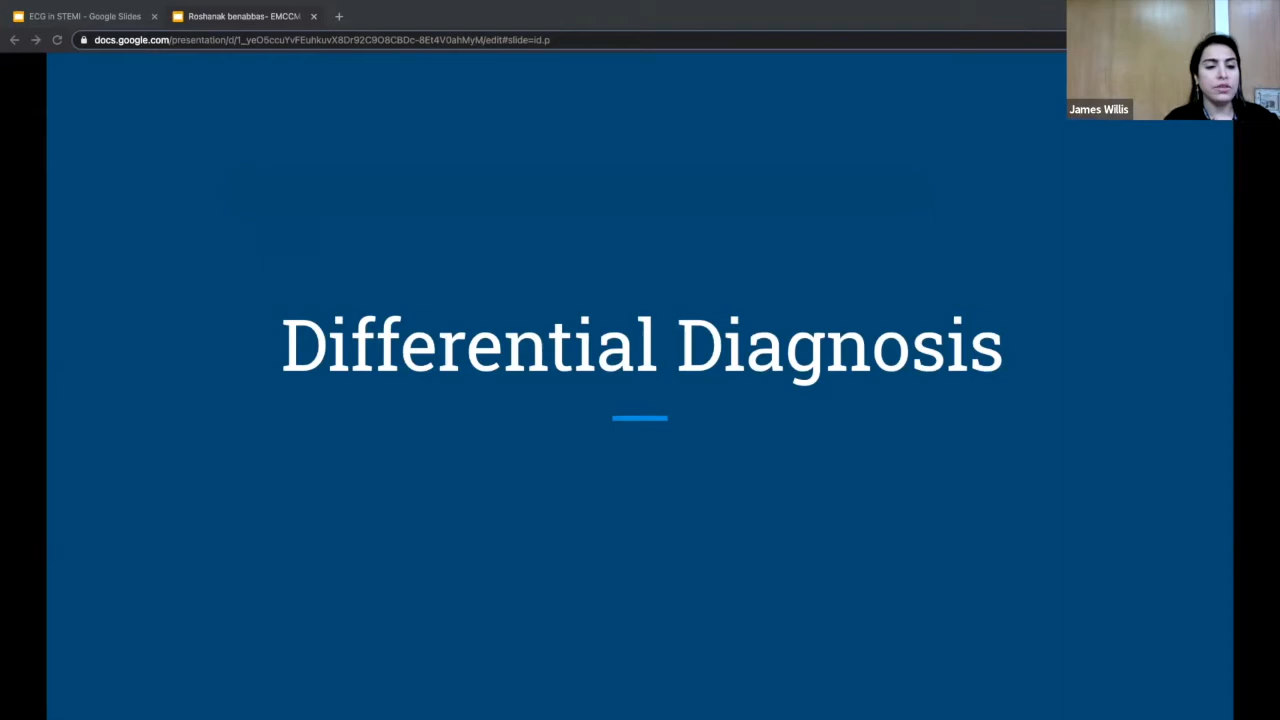 ECG in STEMI - Google Slides
Roshanak benabbas- EMCCM
docs.google.com/presentation/d/1_yeO5ccuYvFEuhkuvX8Dr92C9O8CBDc-8Et4V0ahMyM/edit#slide=id.p
James Willis
Differential Diagnosis